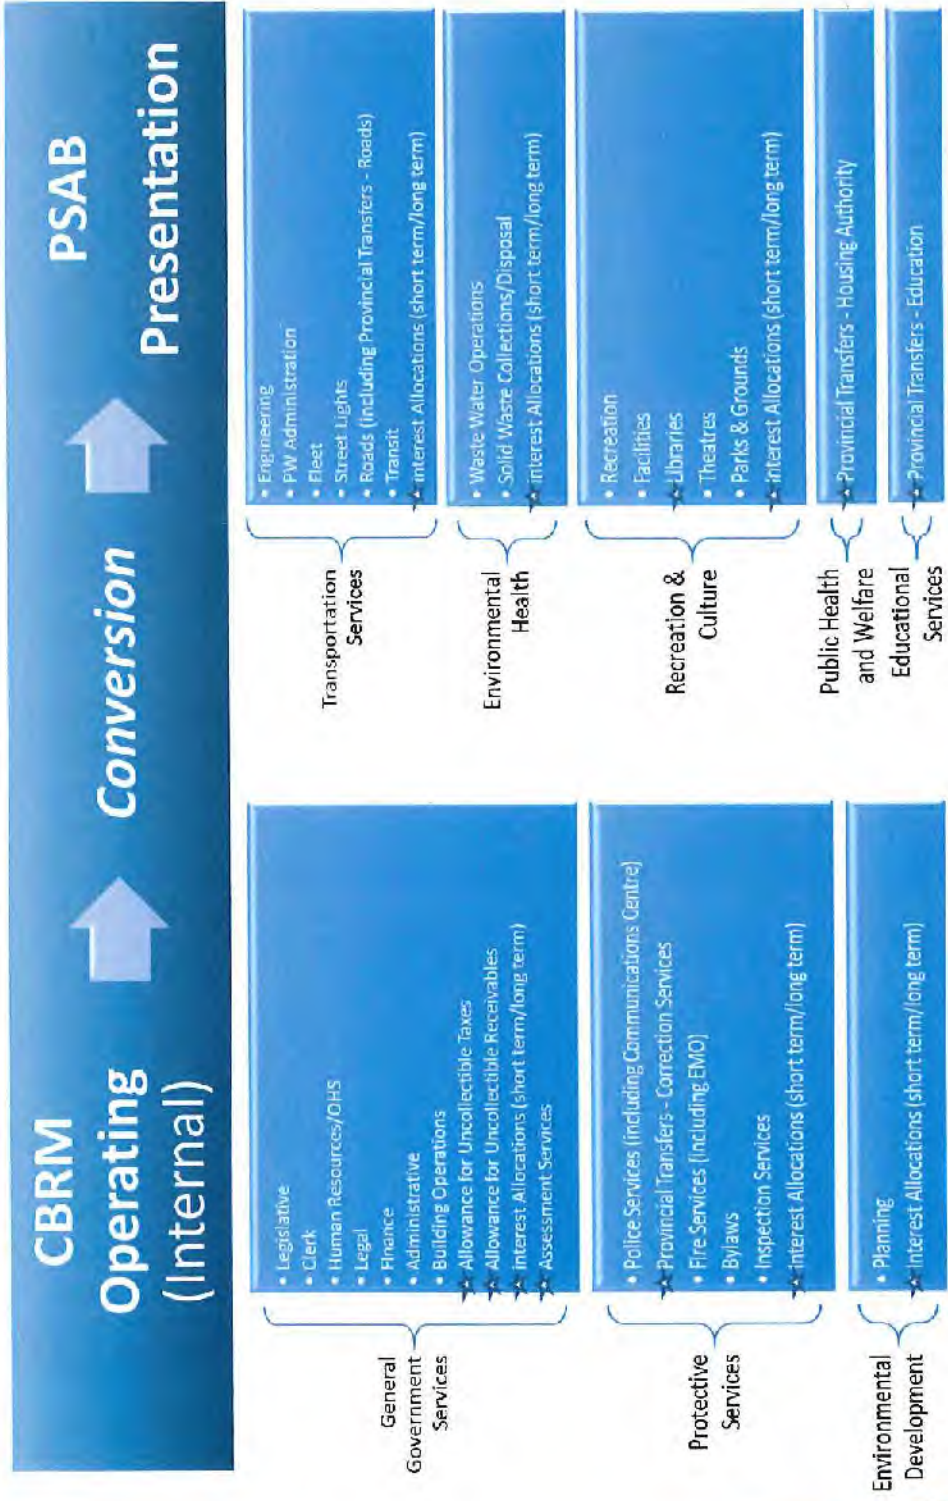 CBRM
Operating
(Internal)
Conversion
PSAB
Presentation
General
Government
Services
• Legislative
• Clerk
• Human Resources/OHS
• Legal
• Finance
• Administrative
• Building Operations
Allowance for Uncollectible Taxes
Allowance for Uncollectible Receivables
Interest Allocations (short term/long term)
Assessment Services
Protective
Services
• Police Services (including Communications Centre)
Provincial Transfers - Correction Services
• Fire Services (Including EMO)
• Bylaws
• Inspection Services
Interest Allocations (short term/long term)
Environmental
Development
• Planning
Interest Allocations (short term/long term)
Transportation
Services
• Engineering
• PW Administration
• Fleet
• Street Lights
• Roads (Including Provincial Transfers - Roads)
• Transit
Interest Allocations (short term/long term)
Environmental
Health
• Waste Water Operations
• Solid Waste Collections/Disposal
Interest Allocations (short term/long term)
Recreation &
Culture
• Recreation
• Facilities
Libraries
• Theatres
• Parks & Grounds
Interest Allocations (short term/long term)
Public Health
and Welfare
Provincial Transfers - Housing Authority
Educational
Services
Provincial Transfers - Education